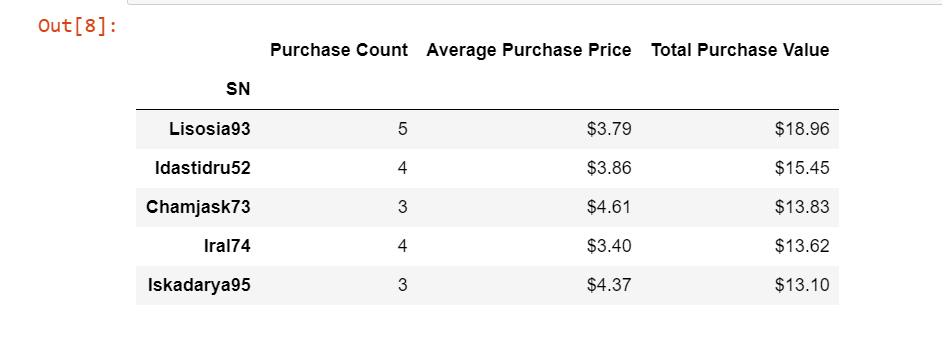 Out[8]:
Purchase Count Average Purchase Price Total Purchase Value
SN
Lisosia93 5 $3.79 $18.96
Idastidru52 4 $3.86 $15.45
Chamjask73 3 $4.61 $13.83
Iral74 4 $3.40 $13.62
Iskadarya95 3 $4.37 $13.10